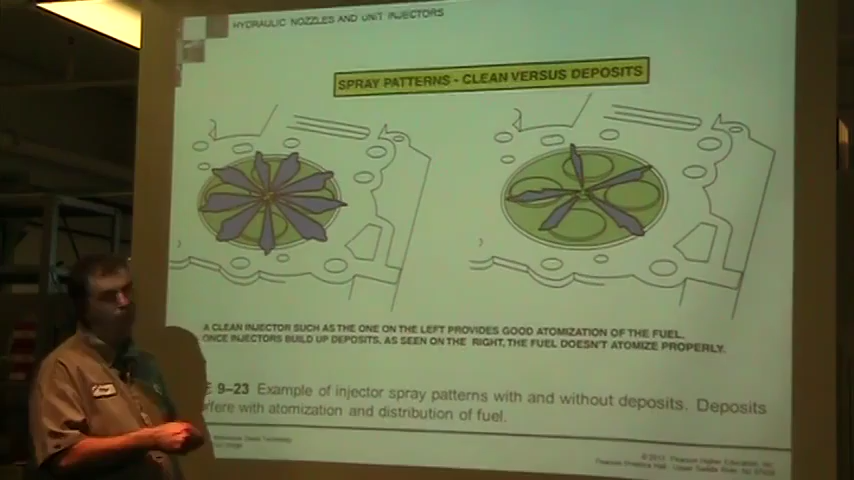 HYDRAULIC NOZZLES AND UNIT INJECTORS
SPRAY PATTERNS - CLEAN VERSUS DEPOSITS
A CLEAN INJECTOR SUCH AS THE ONE ON THE LEFT PROVIDES GOOD ATOMIZATION OF THE FUEL.
ONCE INJECTORS BUILD UP DEPOSITS, AS SEEN ON THE RIGHT, THE FUEL DOESN'T ATOMIZE PROPERLY.
E 9–23 Example of injector spray patterns with and without deposits. Deposits
rfere with atomization and distribution of fuel.